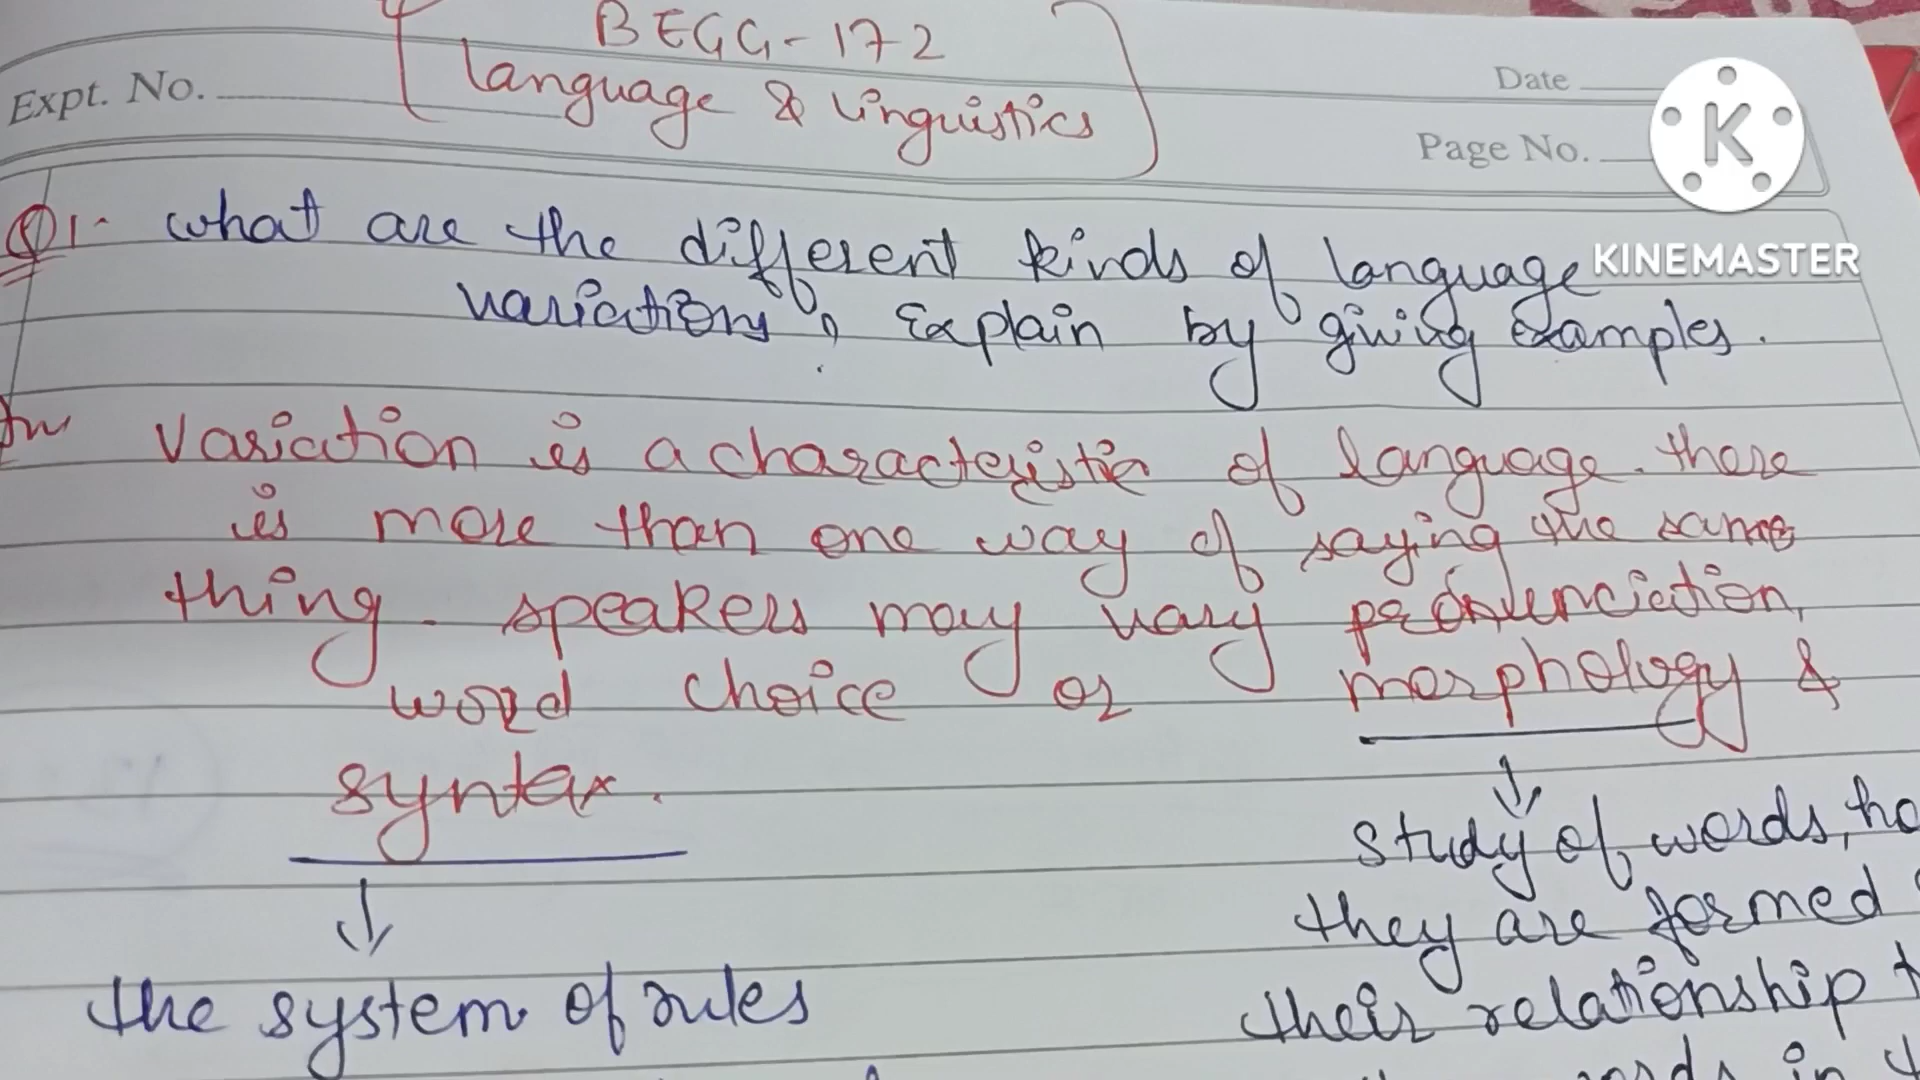 BEGG-172
Expt. No.
language & linguistics
Date
Page No.
K
KINEMASTER
Q1- what are the different kinds of language
variations, Explain by giving Examples.
Ans Variation is a characteristic of language. there
is more than one way of saying the same
thing. speakers may vary pronunciation,
word choice or morphology &
syntax.
study of words, ho
they are formed
the system of rules
their relationship t
words in t